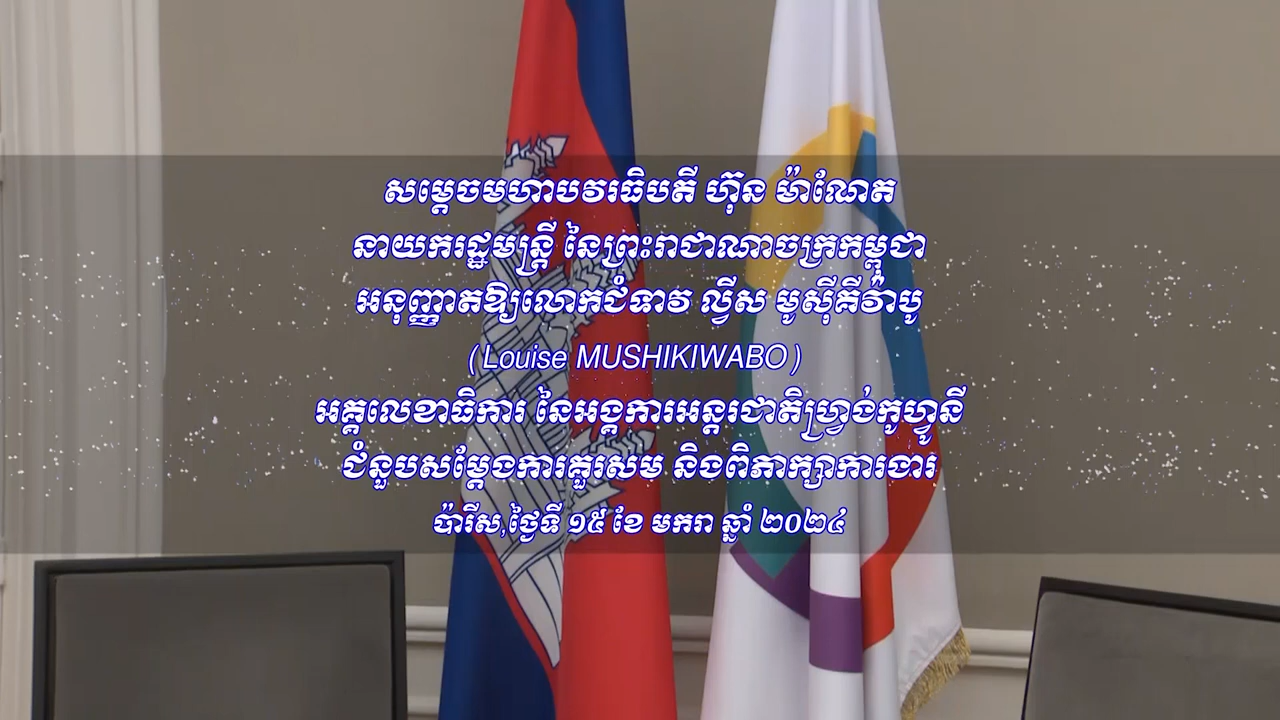 សម្តេចមហាបវរធិបតី ហ៊ុន ម៉ាណែត
នាយករដ្ឋមន្ត្រី នៃព្រះរាជាណាចក្រកម្ពុជា
អនុញ្ញាតឱ្យលោកជំទាវ ល្វីស មូស៊ីគីវ៉ាបូ
(Louise MUSHIKIWABO)
អគ្គលេខាធិការ នៃអង្គការអន្តរជាតិហ្វ្រង់កូហ្វូនី
ជំនួបសម្តែងការគួរសម និងពិភាក្សាការងារ
ប៉ារីស,ថ្ងៃទី ១៥ ខែ មករា ឆ្នាំ ២០២៤